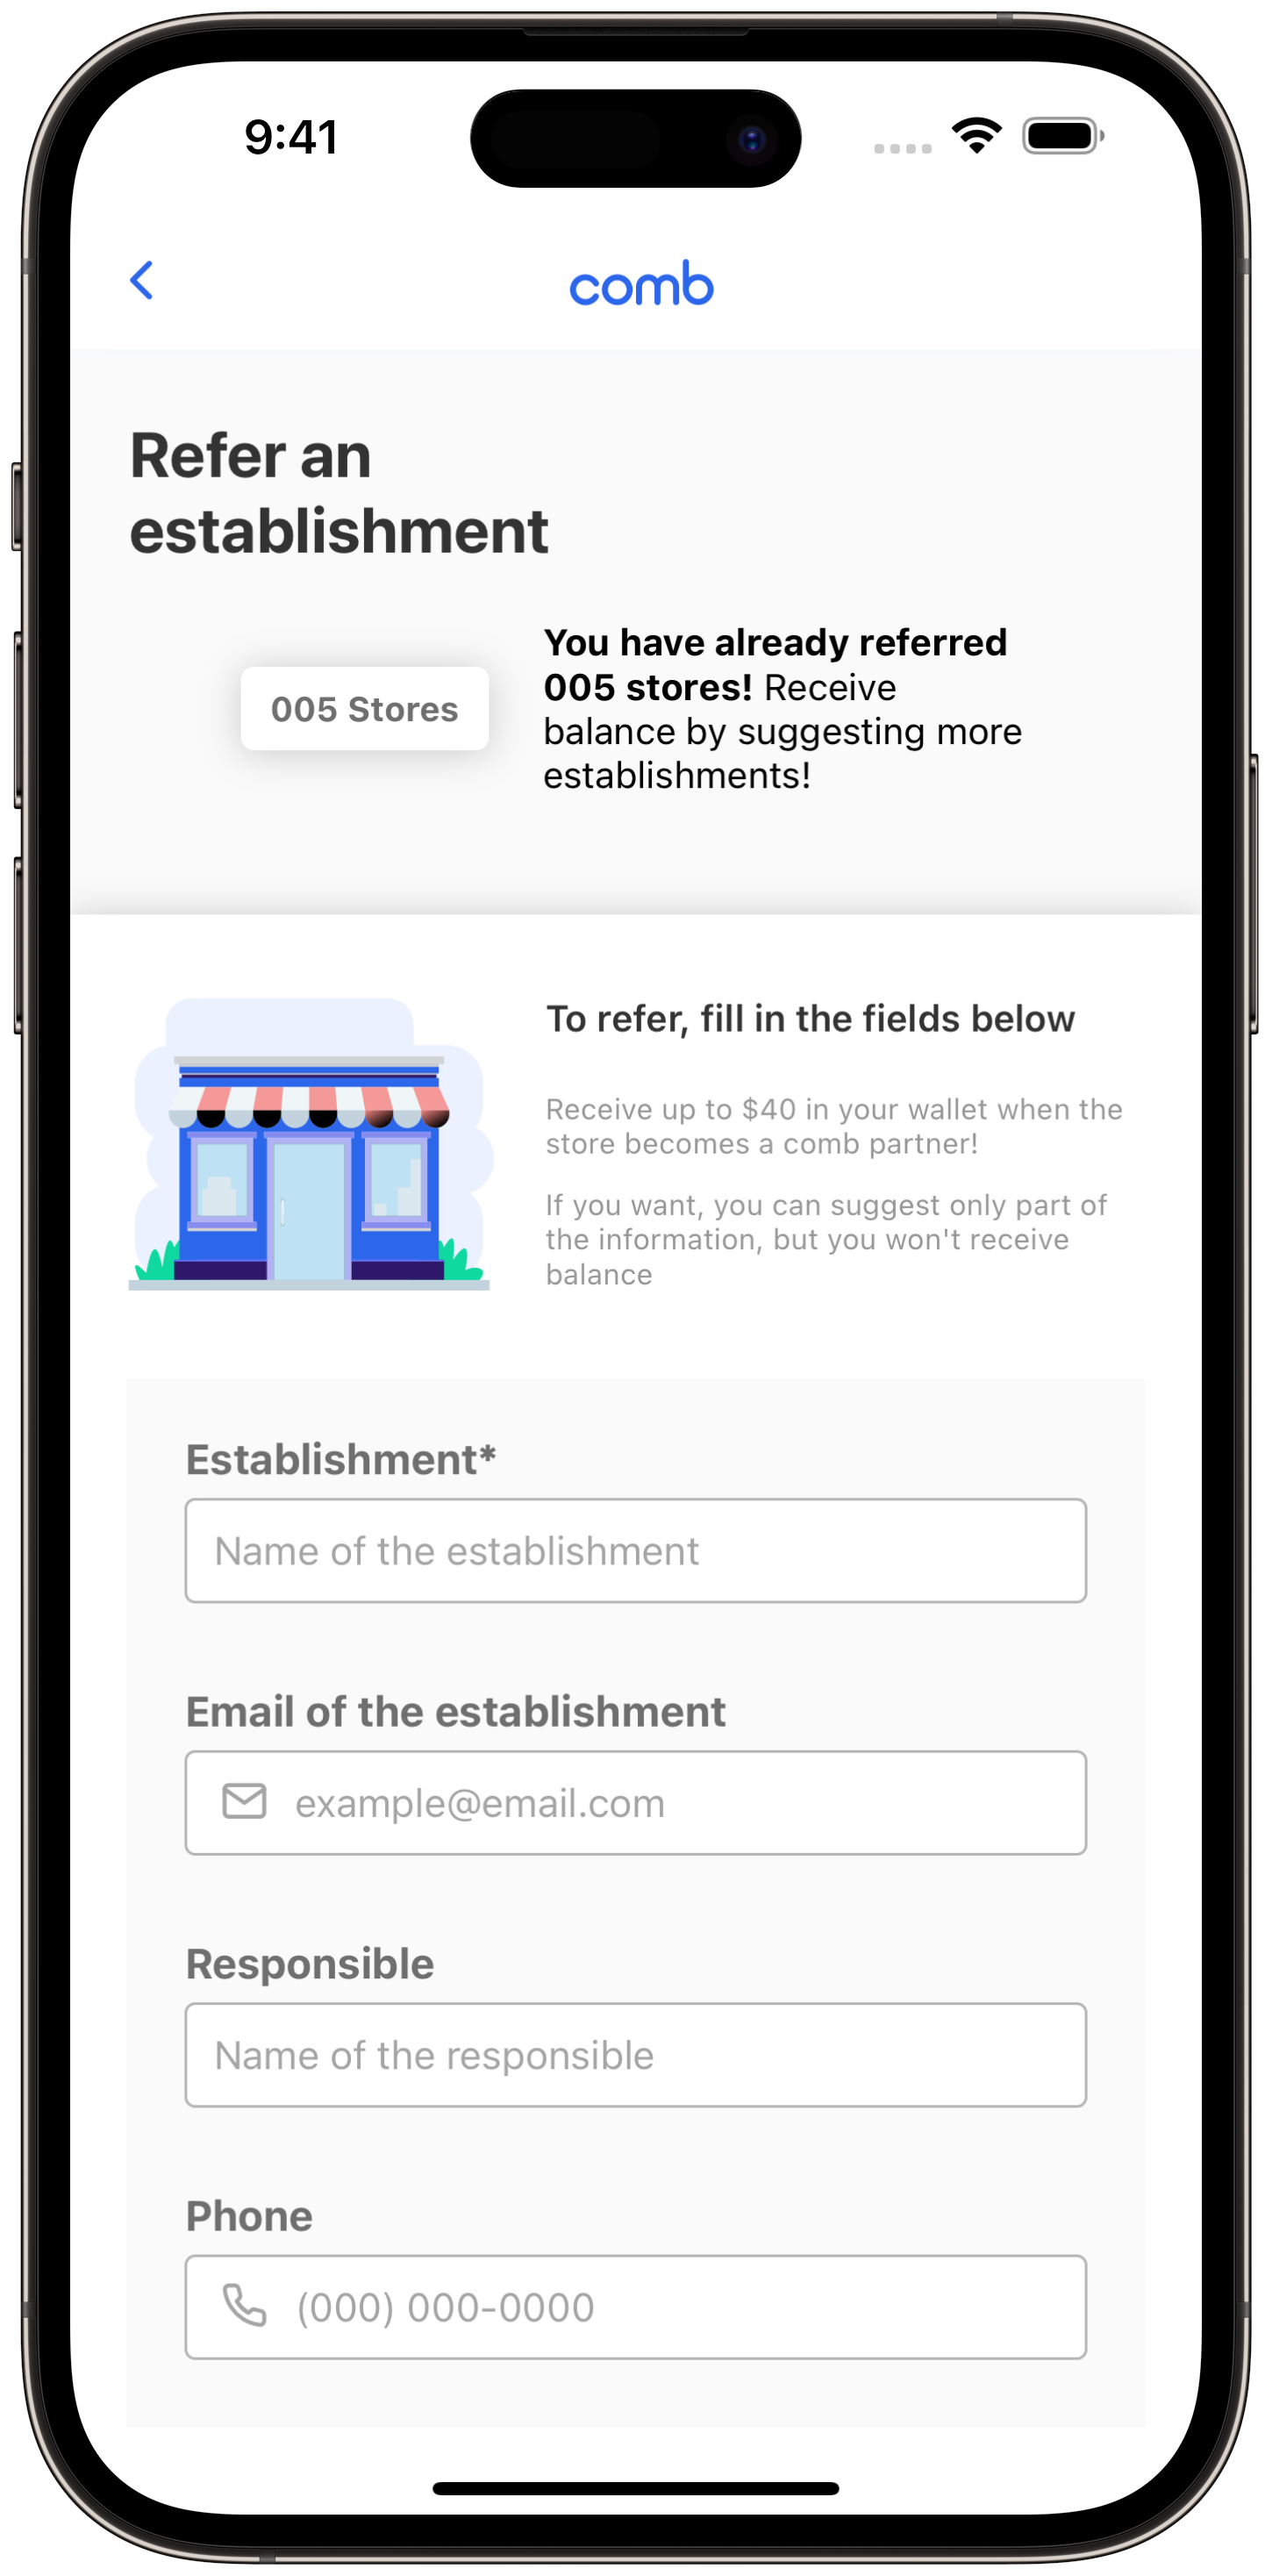 9:41
comb
Refer an
establishment
005 Stores
You have already referred
005 stores! Receive
balance by suggesting more
establishments!
To refer, fill in the fields below
Receive up to $40 in your wallet when the
store becomes a comb partner!
If you want, you can suggest only part of
the information, but you won't receive
balance
Establishment*
Name of the establishment
Email of the establishment
example@email.com
Responsible
Name of the responsible
Phone
(000) 000-0000